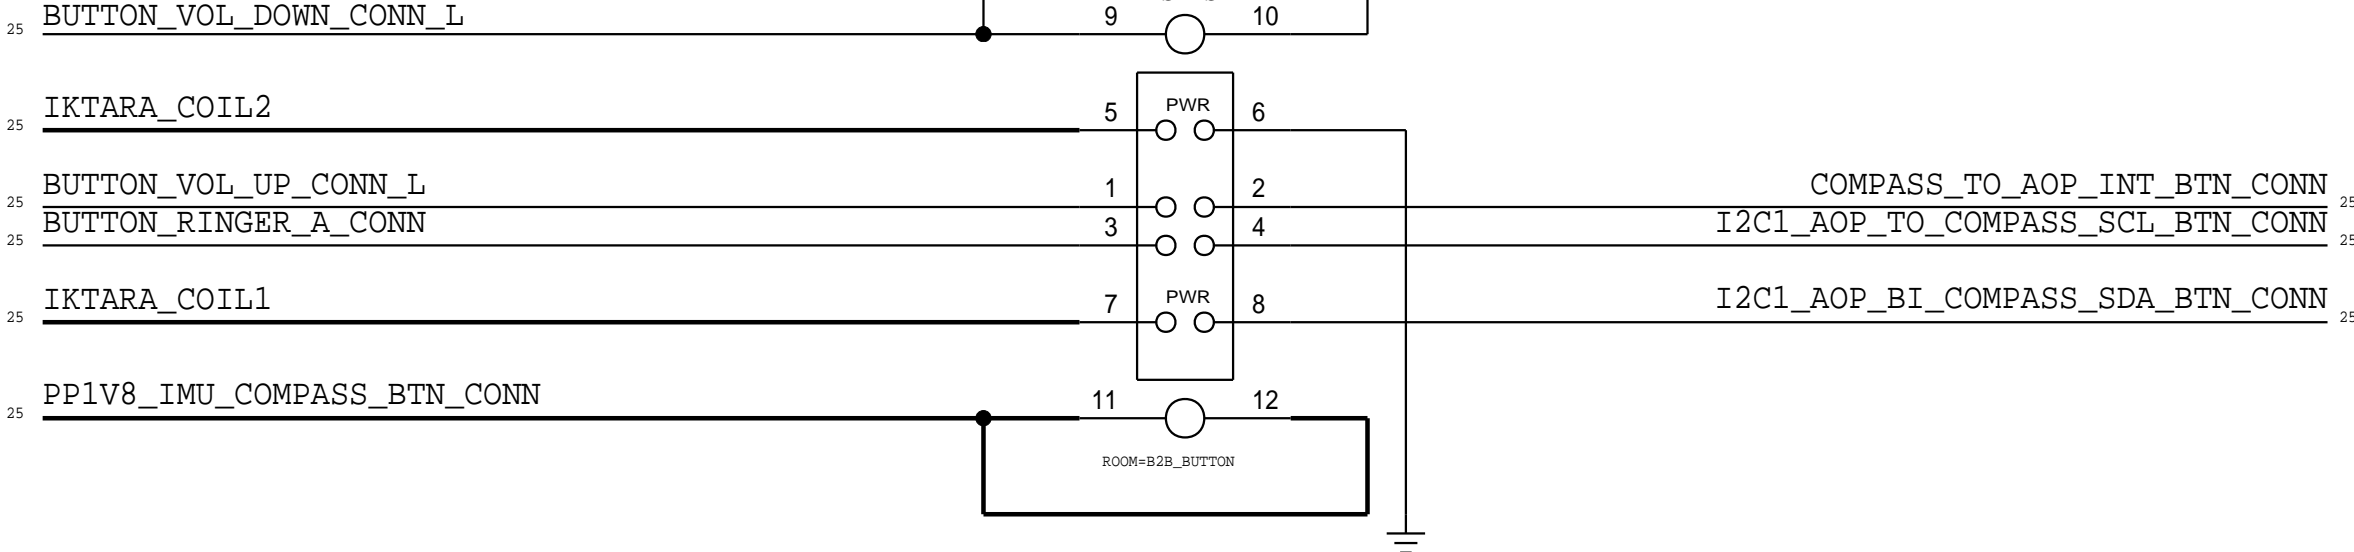 BUTTON_VOL_DOWN_CONN_L 9 10
25
IKTARA_COIL2 5 PWR 6
25
BUTTON_VOL_UP_CONN_L 1 2 COMPASS_TO_AOP_INT_BTN_CONN
25 25
BUTTON_RINGER_A_CONN 3 4 I2C1_AOP_TO_COMPASS_SCL_BTN_CONN
25 25
IKTARA_COIL1 7 PWR 8 I2C1_AOP_BI_COMPASS_SDA_BTN_CONN
25 25
PP1V8_IMU_COMPASS_BTN_CONN 11 12
25
ROOM=B2B_BUTTON